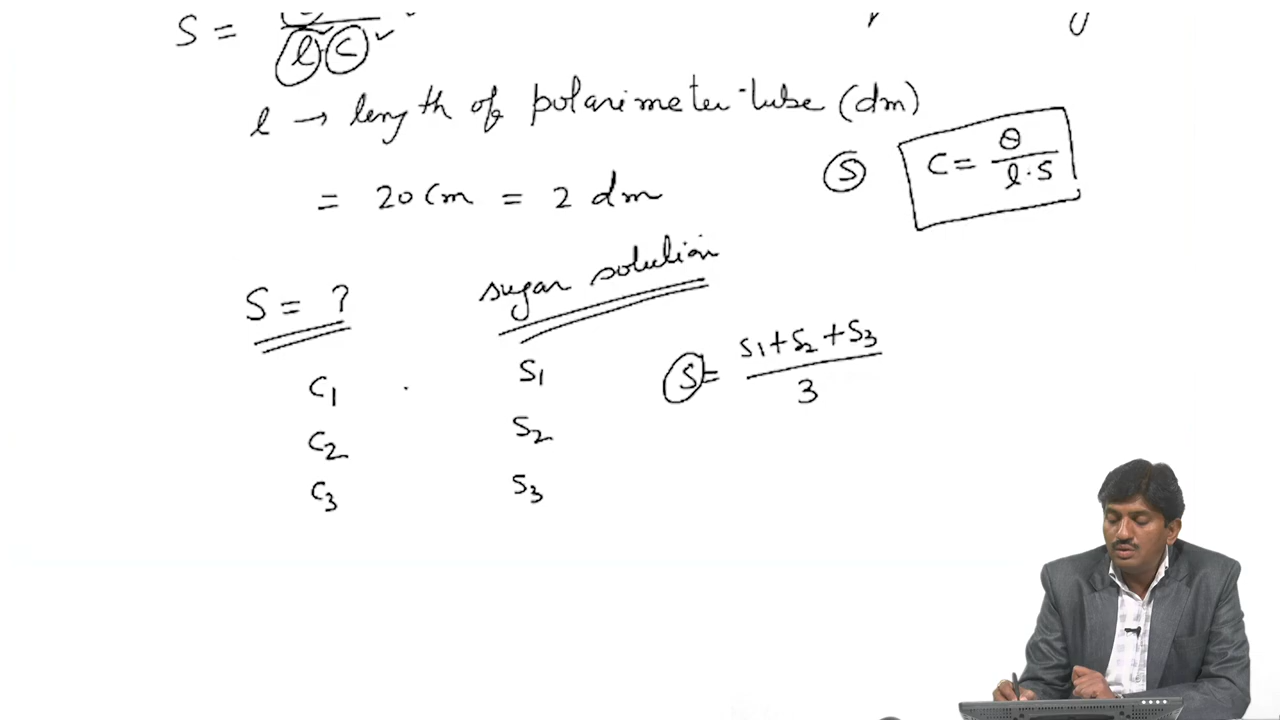 S = 
l C
l → length of polarimeter tube (dm)
= 20 cm = 2 dm
S C = θ / l·S
S = ? sugar solution
C1 S1
C2 S2
C3 S3
S = S1+S2+S3 / 3